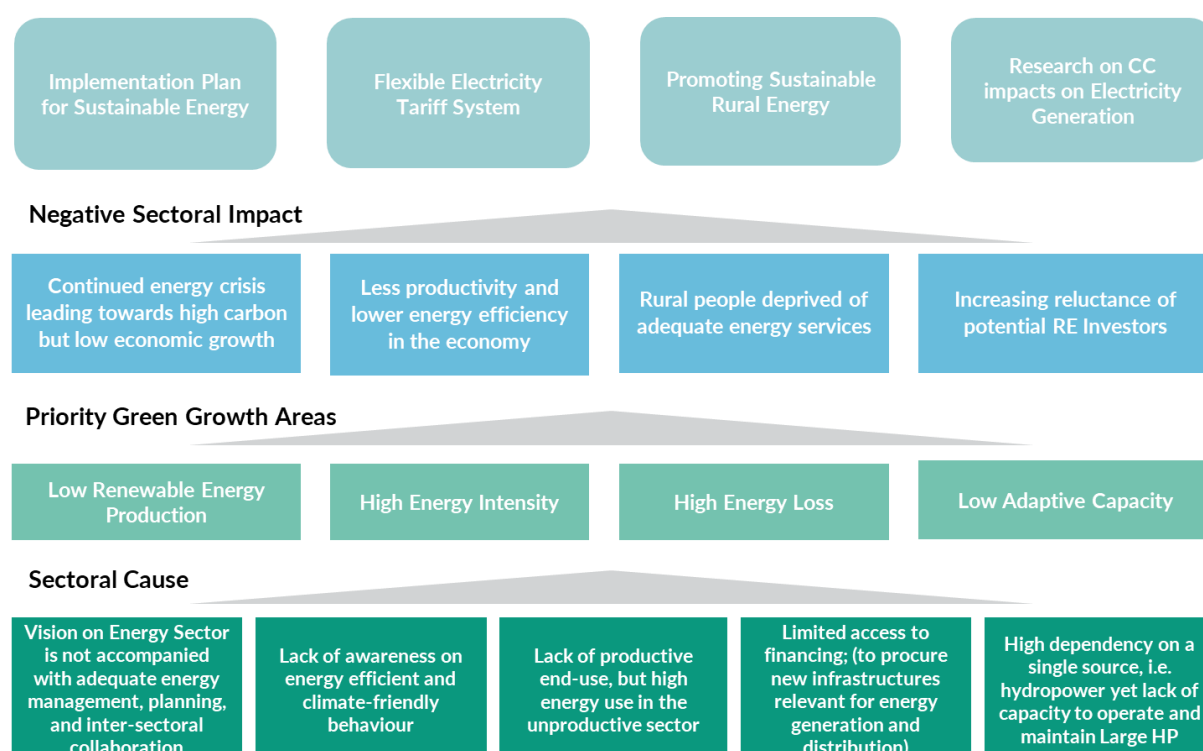 Implementation Plan
for Sustainable Energy
Flexible Electricity
Tariff System
Promoting Sustainable
Rural Energy
Research on CC
impacts on Electricity
Generation
Negative Sectoral Impact
Continued energy crisis
leading towards high carbon
but low economic growth
Less productivity and
lower energy efficiency
in the economy
Rural people deprived of
adequate energy services
Increasing reluctance of
potential RE Investors
Priority Green Growth Areas
Low Renewable Energy
Production
High Energy Intensity
High Energy Loss
Low Adaptive Capacity
Sectoral Cause
Vision on Energy Sector
is not accompanied
with adequate energy
management, planning,
and inter-sectoral
collaboration
Lack of awareness on
energy efficient and
climate-friendly
behaviour
Lack of productive
end-use, but high
energy use in the
unproductive sector
Limited access to
financing; (to procure
new infrastructures
relevant for energy
generation and
distribution)
High dependency on a
single source, i.e.
hydropower yet lack of
capacity to operate and
maintain Large HP